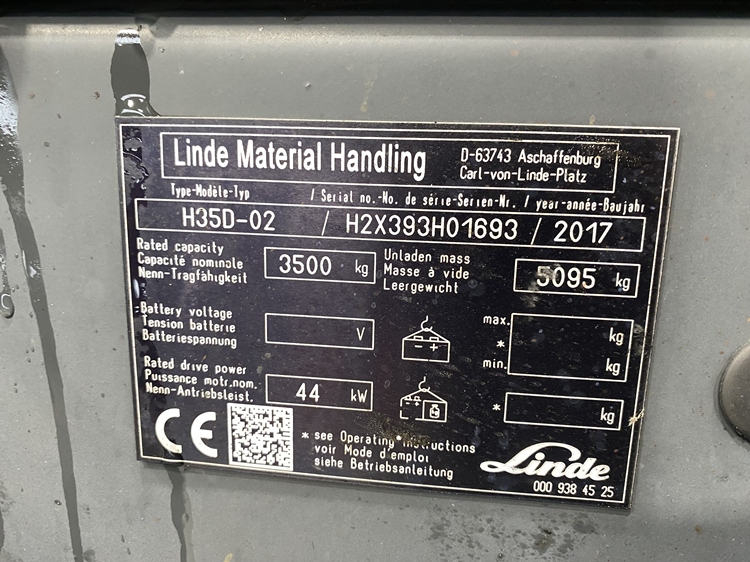 Linde Material Handling
D-63743 Aschaffenburg
Carl-von-Linde-Platz
Type-Modèle-Typ / Serial no.-No. de série-Serien-Nr. / year-année-Baujahr
H35D-02 / H2X393H01693 / 2017
Rated capacity
Capacité nominale
Nenn-Tragfähigkeit
3500 kg
Unladen mass
Masse à vide
Leergewicht
5095 kg
Battery voltage
Tension batterie
Batteriespannung
V
max.
*
min.
kg
kg
Rated drive power
Puissance motr.nom.
Nenn-Antriebsleist.
44 kW
* kg
CE
* see Operating Instructions
voir Mode d'emploi
siehe Betriebsanleitung
Linde
000 938 45 25